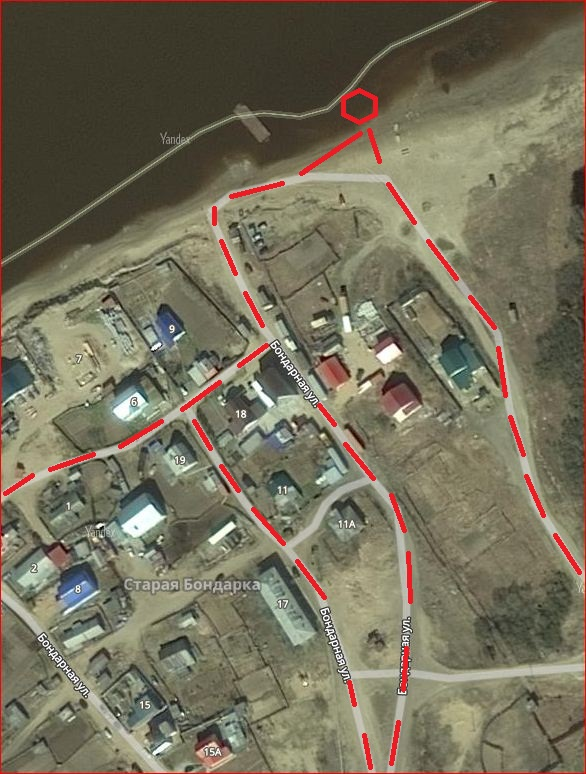 Yandex
9
7
6
Бондарная ул.
18
19
11
1
11А
Yandex
2
8
Старая Бондарка
17
Бондарная ул.
Бондарная ул.
Бондарная ул.
15
15А